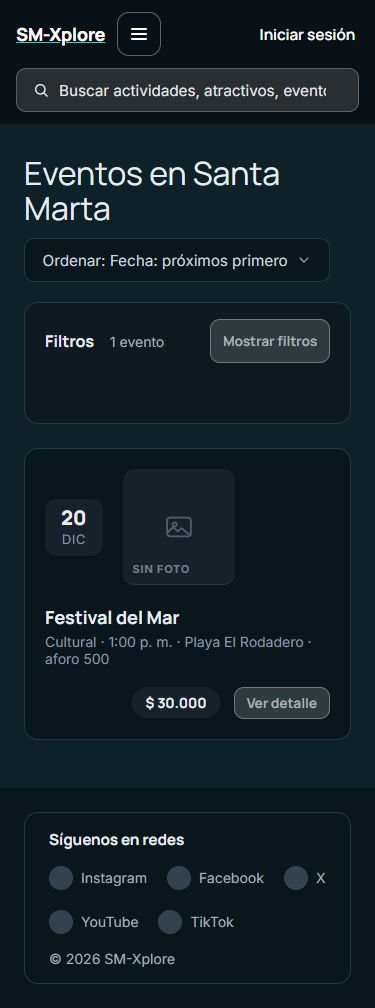 SM-Xplore
Iniciar sesión
Buscar actividades, atractivos, evento
Eventos en Santa
Marta
Ordenar: Fecha: próximos primero
Filtros 1 evento Mostrar filtros
20
DIC
SIN FOTO
Festival del Mar
Cultural · 1:00 p. m. · Playa El Rodadero ·
aforo 500
$ 30.000 Ver detalle
Síguenos en redes
Instagram Facebook X
YouTube TikTok
© 2026 SM-Xplore